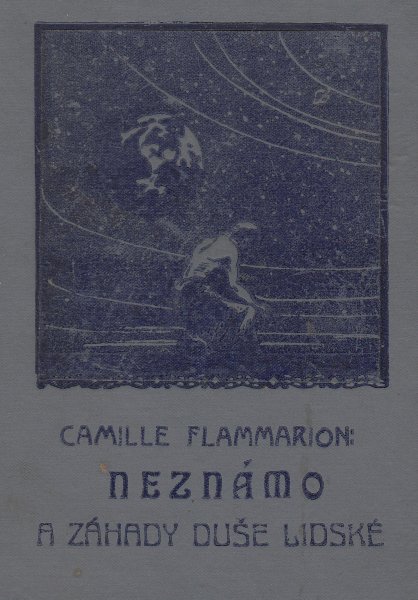 CAMILLE FLAMMARION:
NEZNÁMO
A ZÁHADY DUŠE LIDSKÉ